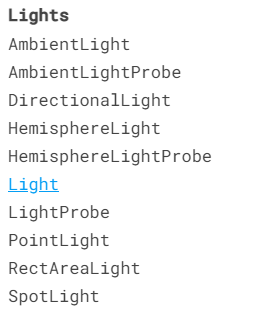 Lights
AmbientLight
AmbientLightProbe
DirectionalLight
HemisphereLight
HemisphereLightProbe
Light
LightProbe
PointLight
RectAreaLight
SpotLight